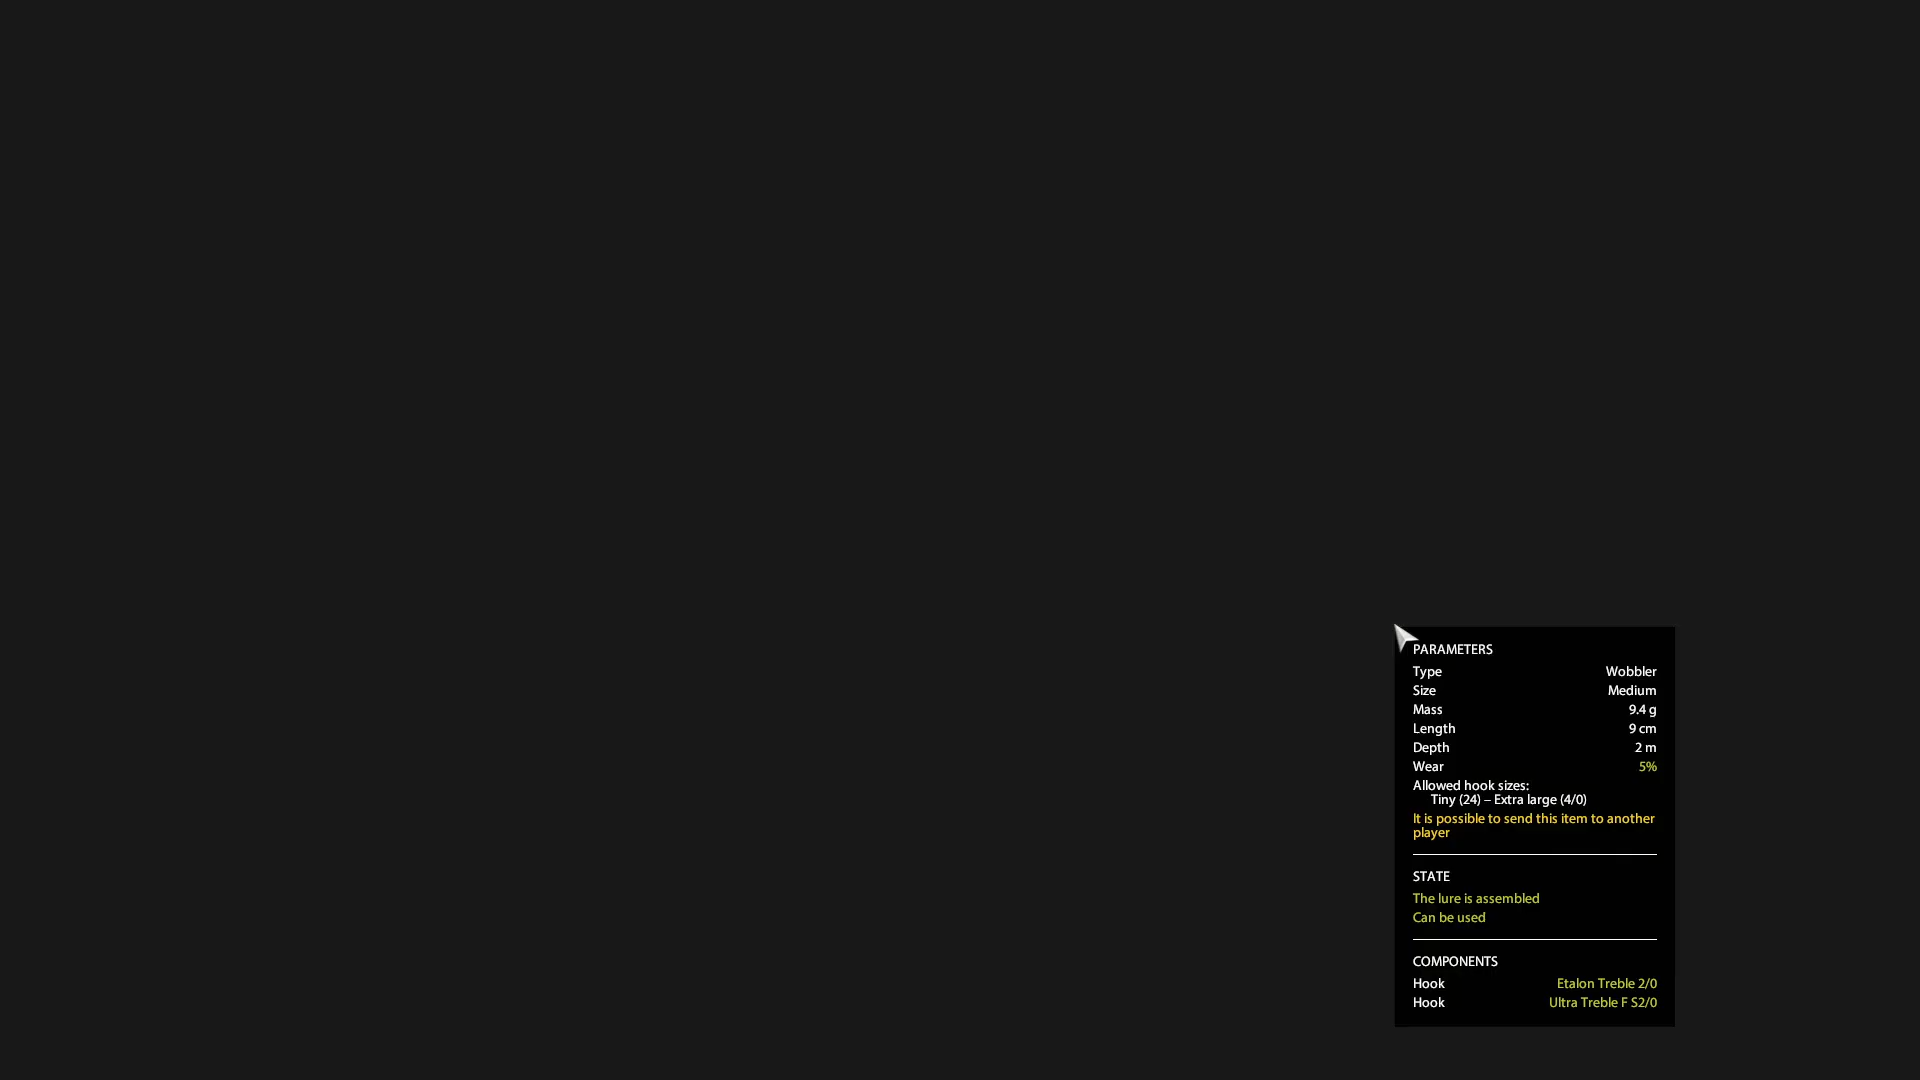 PARAMETERS
Type Wobbler
Size Medium
Mass 9.4 g
Length 9 cm
Depth 2 m
Wear 5%
Allowed hook sizes:
Tiny (24) – Extra large (4/0)
It is possible to send this item to another
player
STATE
The lure is assembled
Can be used
COMPONENTS
Hook Etalon Treble 2/0
Hook Ultra Treble F S2/0